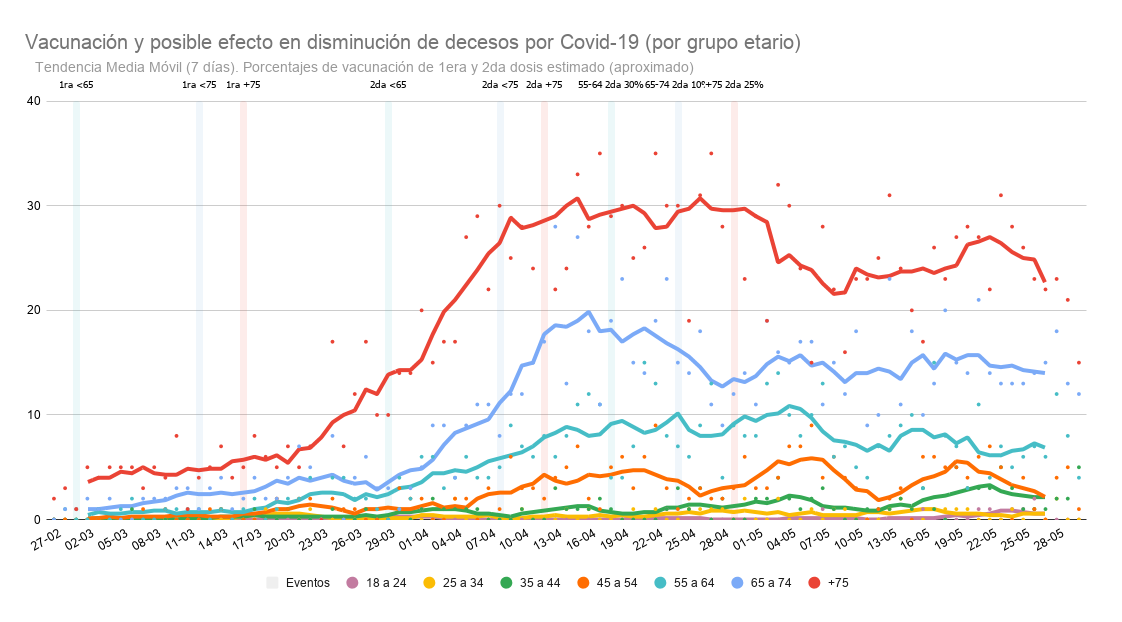 Vacunación y posible efecto en disminución de decesos por Covid-19 (por grupo etario)
Tendencia Media Móvil (7 días). Porcentajes de vacunación de 1era y 2da dosis estimado (aproximado)
1ra <65 1ra <75 1ra +75 2da <65 2da <75 2da +75 55-64 2da 30% 65-74 2da 10% +75 2da 25%
40
30
20
10
0
27-02 02-03 05-03 08-03 11-03 14-03 17-03 20-03 23-03 26-03 29-03 01-04 04-04 07-04 10-04 13-04 16-04 19-04 22-04 25-04 28-04 01-05 04-05 07-05 10-05 13-05 16-05 19-05 22-05 25-05 28-05
Eventos 18 a 24 25 a 34 35 a 44 45 a 54 55 a 64 65 a 74 +75